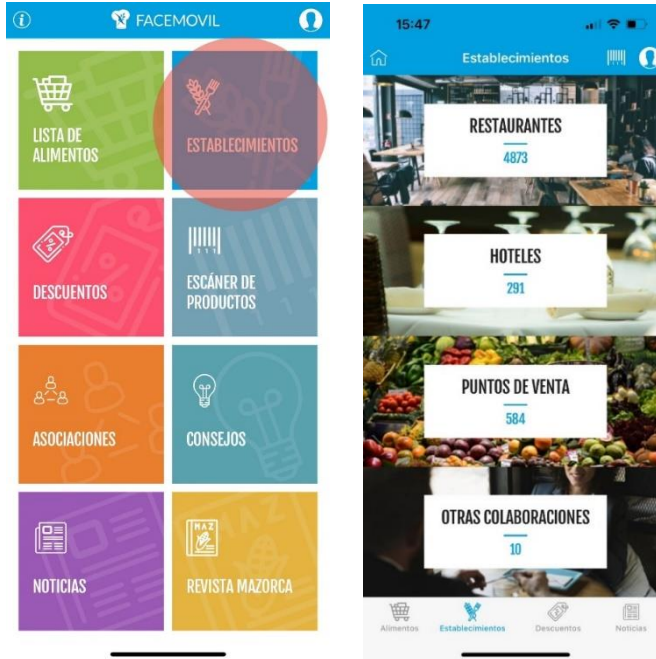 FACEMOVIL
LISTA DE
ALIMENTOS
ESTABLECIMIENTOS
DESCUENTOS
ESCÁNER DE
PRODUCTOS
ASOCIACIONES
CONSEJOS
NOTICIAS
MAZ
REVISTA MAZORCA
15:47
Establecimientos
RESTAURANTES
4873
HOTELES
291
PUNTOS DE VENTA
584
OTRAS COLABORACIONES
10
Alimentos
Establecimientos
Descuentos
Noticias